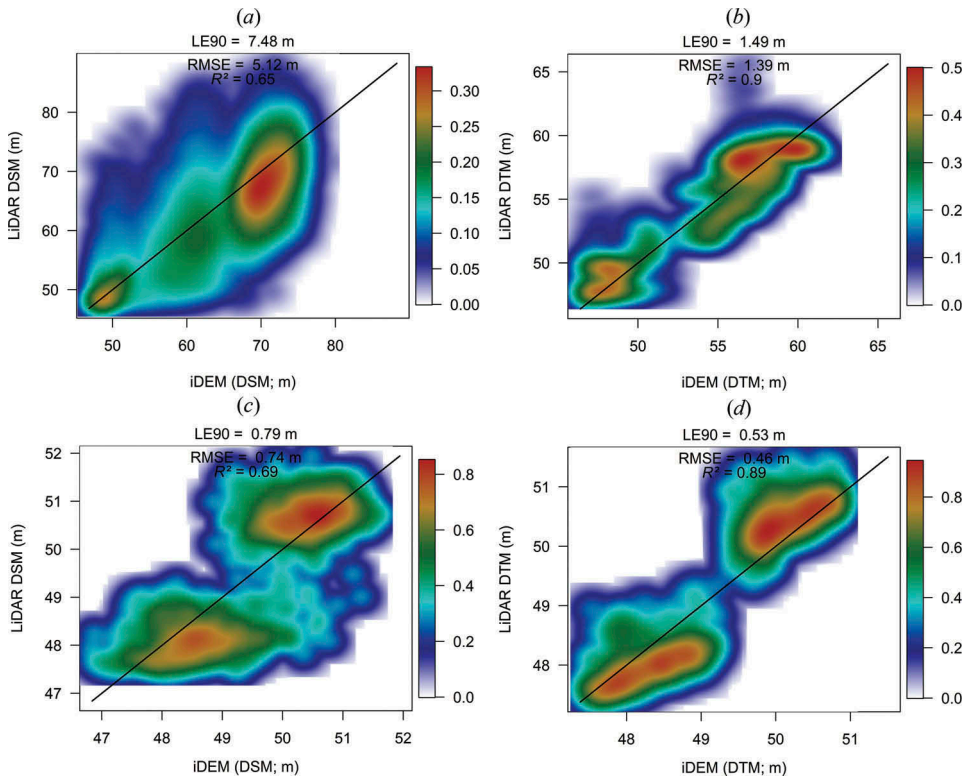 (a)
LE90 = 7.48 m
RMSE = 5.12 m
R² = 0.65
LiDAR DSM (m)
80
70
60
50
50 60 70 80
iDEM (DSM; m)
0.30
0.25
0.20
0.15
0.10
0.05
0.00
(b)
LE90 = 1.49 m
RMSE = 1.39 m
R² = 0.9
LiDAR DTM (m)
65
60
55
50
50 55 60 65
iDEM (DTM; m)
0.5
0.4
0.3
0.2
0.1
0.0
(c)
LE90 = 0.79 m
RMSE = 0.74 m
R² = 0.69
LiDAR DSM (m)
52
51
50
49
48
47
47 48 49 50 51 52
iDEM (DSM; m)
0.8
0.6
0.4
0.2
0.0
(d)
LE90 = 0.53 m
RMSE = 0.46 m
R² = 0.89
LiDAR DTM (m)
51
50
49
48
48 49 50 51
iDEM (DTM; m)
0.8
0.6
0.4
0.2
0.0